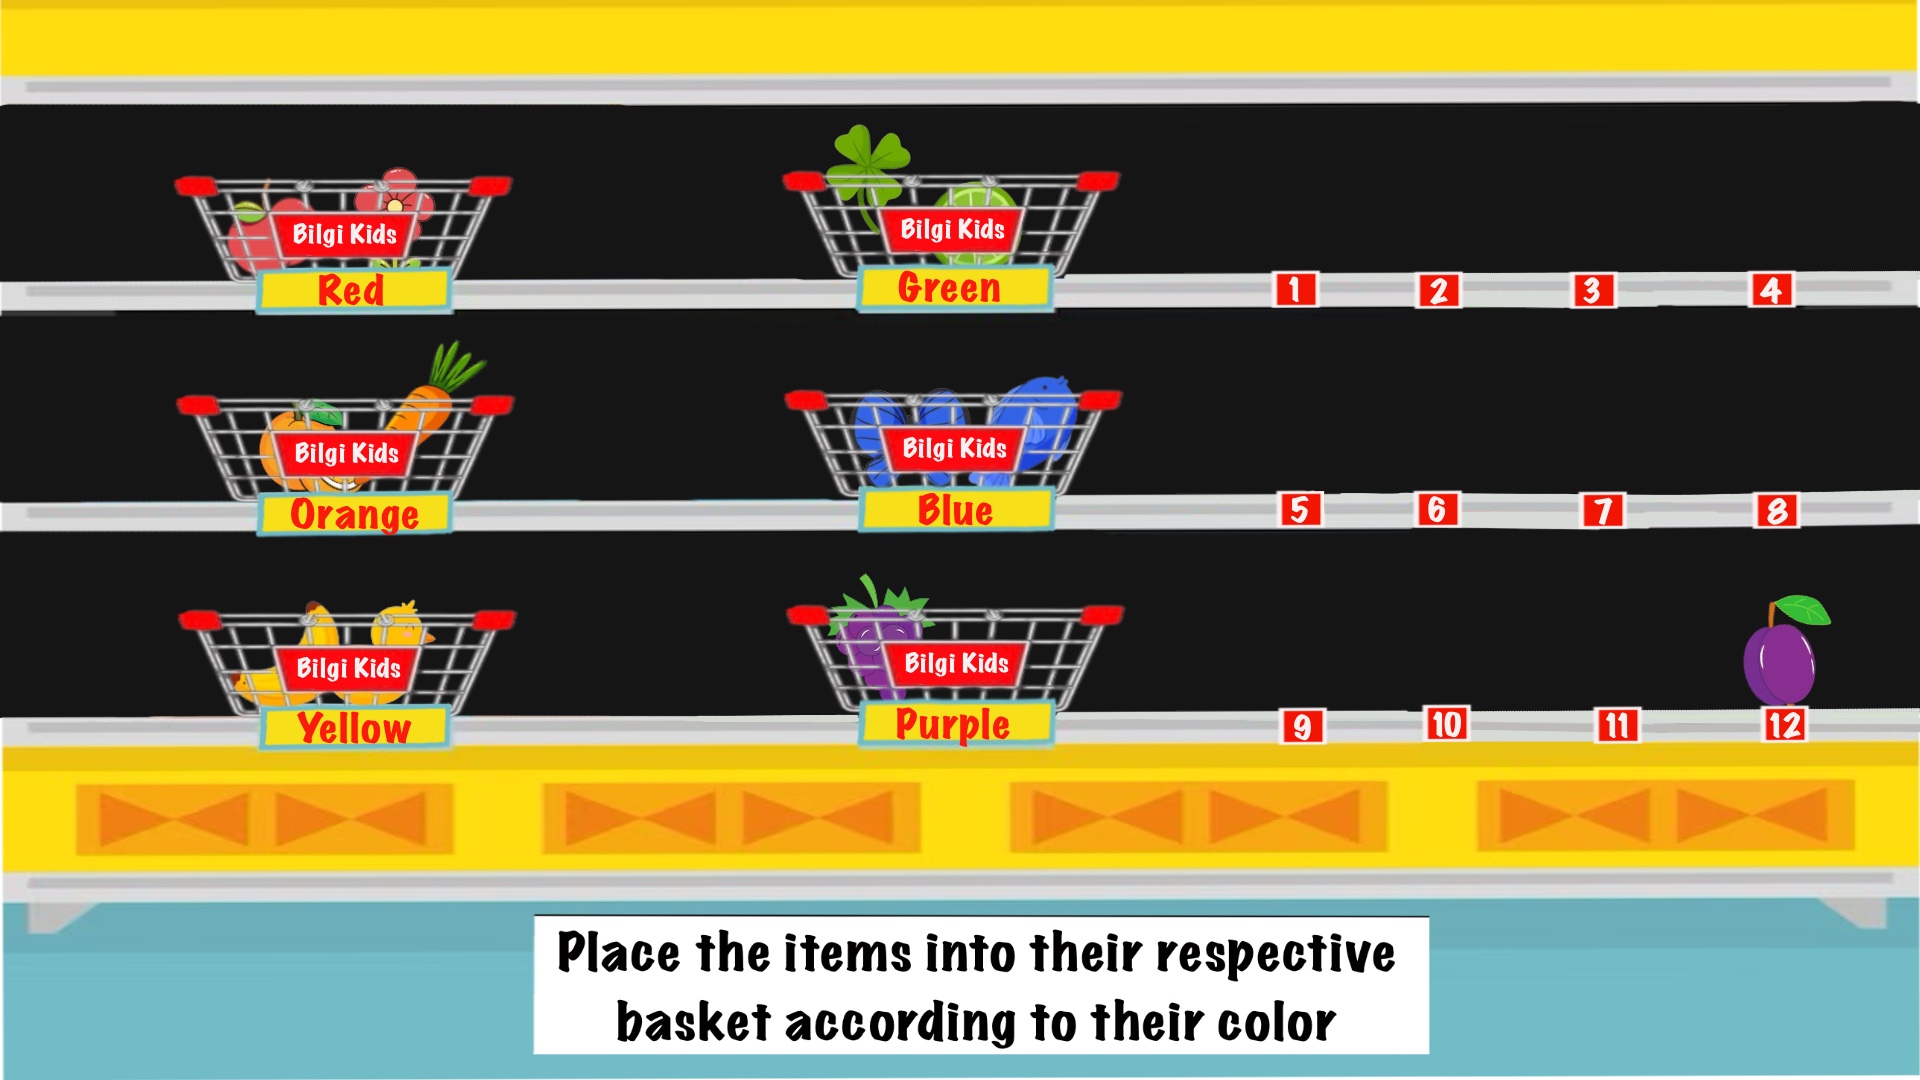 Bilgi Kids
Red
Bilgi Kids
Green
1
2
3
4
Bilgi Kids
Orange
Bilgi Kids
Blue
5
6
7
8
Bilgi Kids
Yellow
Bilgi Kids
Purple
9
10
11
12
Place the items into their respective
basket according to their color